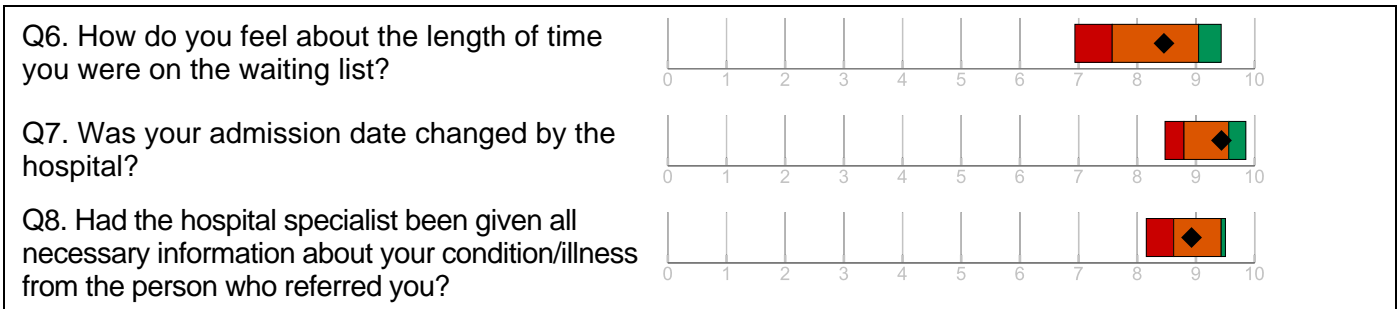 Q6. How do you feel about the length of time
you were on the waiting list?
0 1 2 3 4 5 6 7 8 9 10
Q7. Was your admission date changed by the
hospital?
0 1 2 3 4 5 6 7 8 9 10
Q8. Had the hospital specialist been given all
necessary information about your condition/illness
from the person who referred you?
0 1 2 3 4 5 6 7 8 9 10